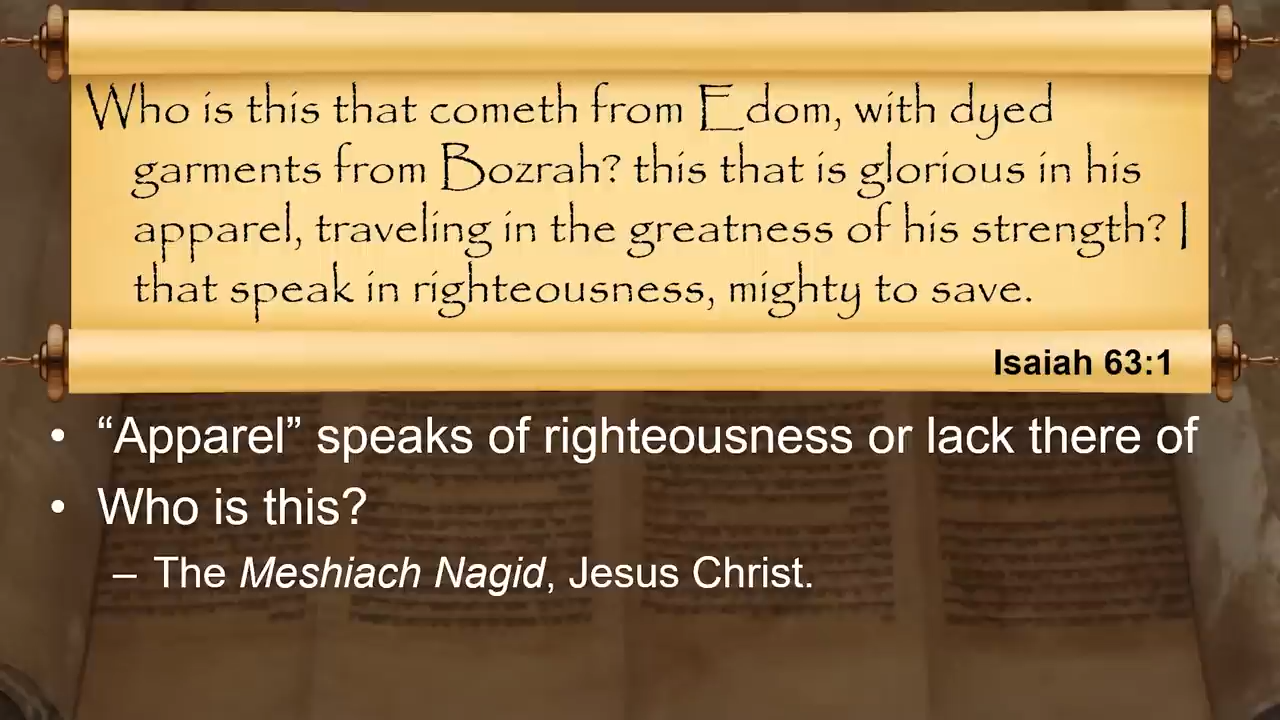 Who is this that cometh from Edom, with dyed
garments from Bozrah? this that is glorious in his
apparel, traveling in the greatness of his strength? I
that speak in righteousness, mighty to save.
Isaiah 63:1
• “Apparel” speaks of righteousness or lack there of
• Who is this?
– The Meshiach Nagid, Jesus Christ.